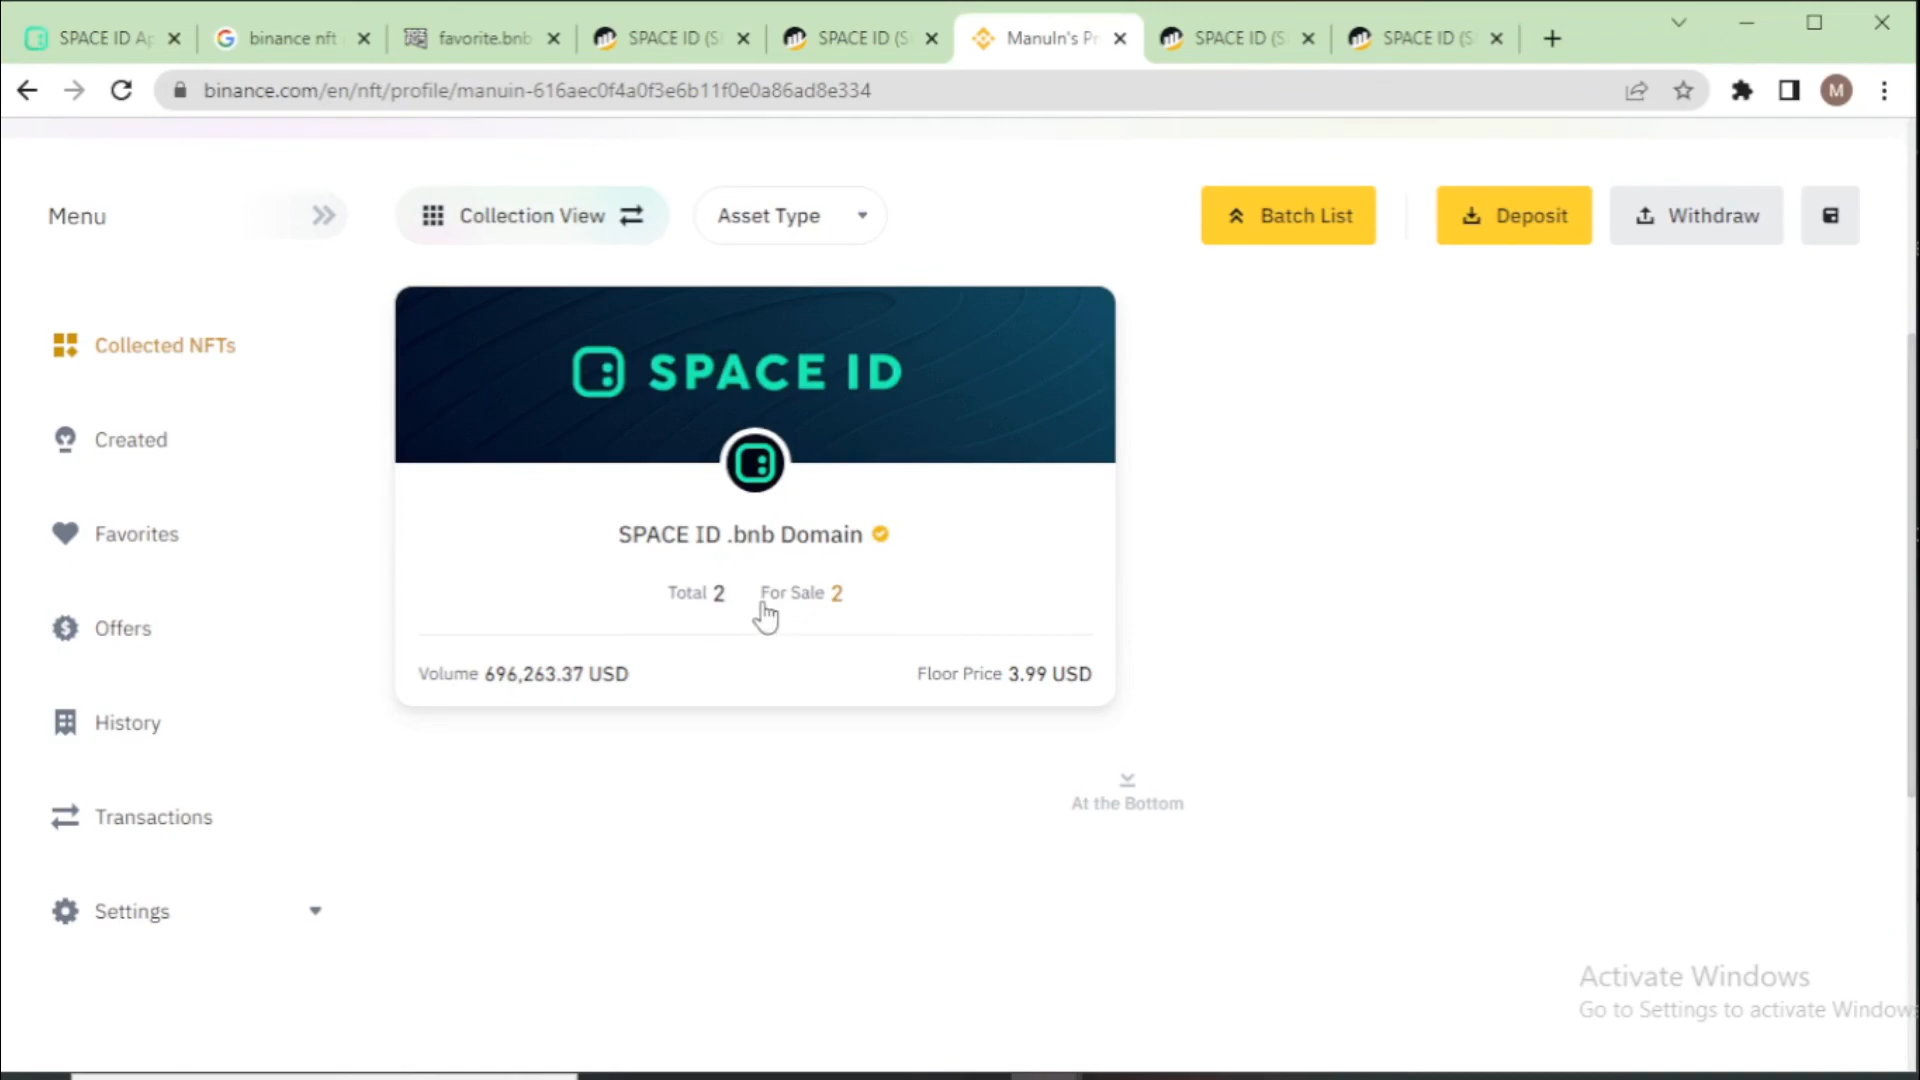 SPACE ID Ap
binance nft
favorite.bnb
SPACE ID (S
SPACE ID (S
ManuIn's Pr
SPACE ID (S
SPACE ID (S
binance.com/en/nft/profile/manuin-616aec0f4a0f3e6b11f0e0a86ad8e334
M
Menu
Collection View
Asset Type
Batch List
Deposit
Withdraw
Collected NFTs
Created
Favorites
Offers
History
Transactions
Settings
SPACE ID
SPACE ID .bnb Domain
Total 2 For Sale 2
Volume 696,263.37 USD
Floor Price 3.99 USD
At the Bottom
Activate Windows
Go to Settings to activate Window